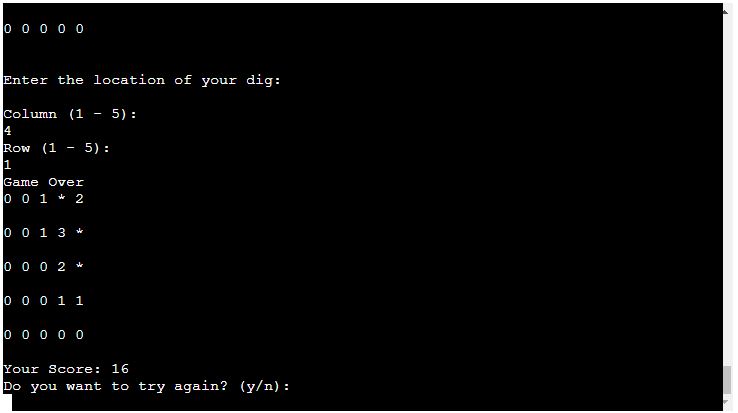 0 0 0 0 0
Enter the location of your dig:
Column (1 - 5):
4
Row (1 - 5):
1
Game Over
0 0 1 * 2
0 0 1 3 *
0 0 0 2 *
0 0 0 1 1
0 0 0 0 0
Your Score: 16
Do you want to try again? (y/n):